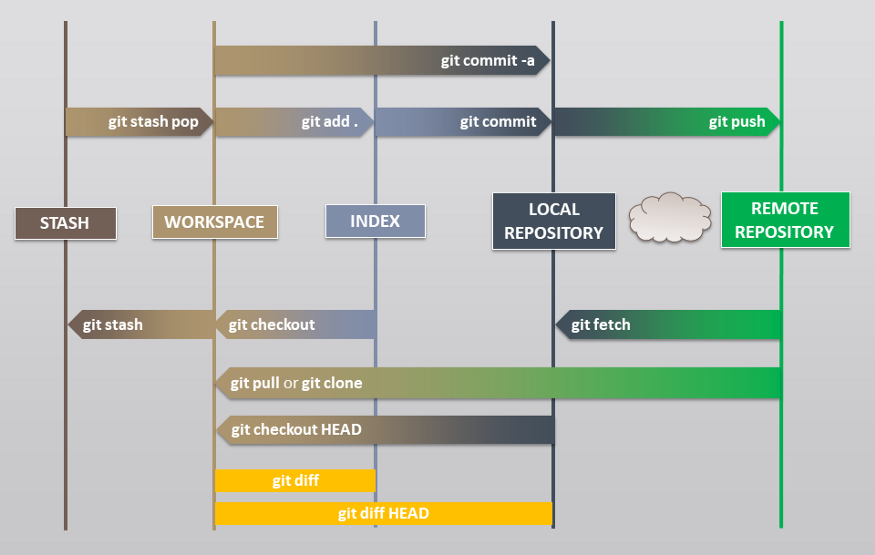 git commit -a
git stash pop
git add .
git commit
git push
STASH
WORKSPACE
INDEX
LOCAL
REPOSITORY
REMOTE
REPOSITORY
git stash
git checkout
git fetch
git pull or git clone
git checkout HEAD
git diff
git diff HEAD